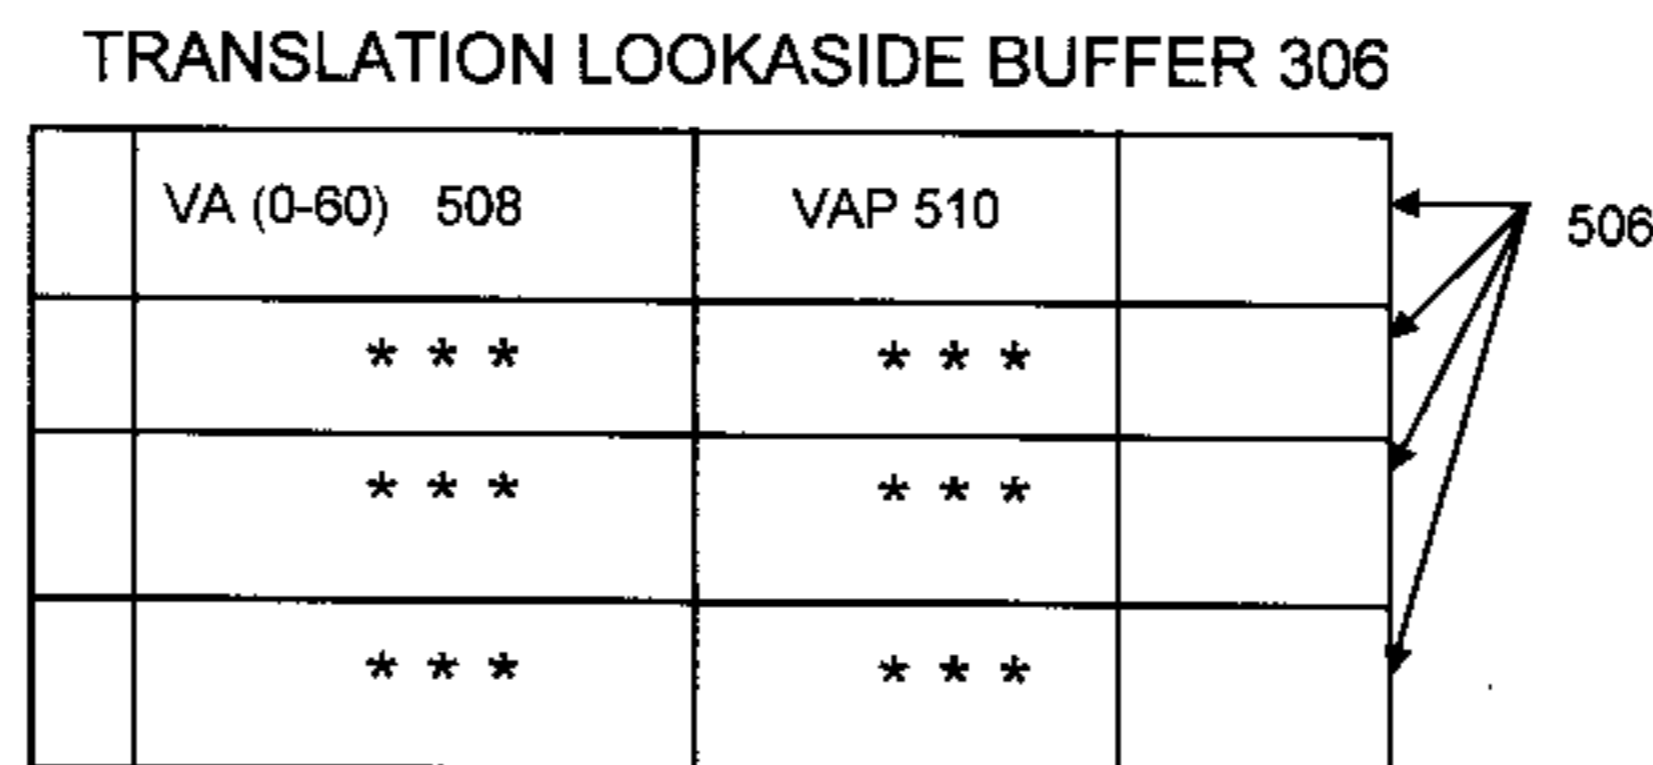 TRANSLATION LOOKASIDE BUFFER 306
VA (0-60) 508 VAP 510 506
* * * * * *
* * * * * *
* * * * * *